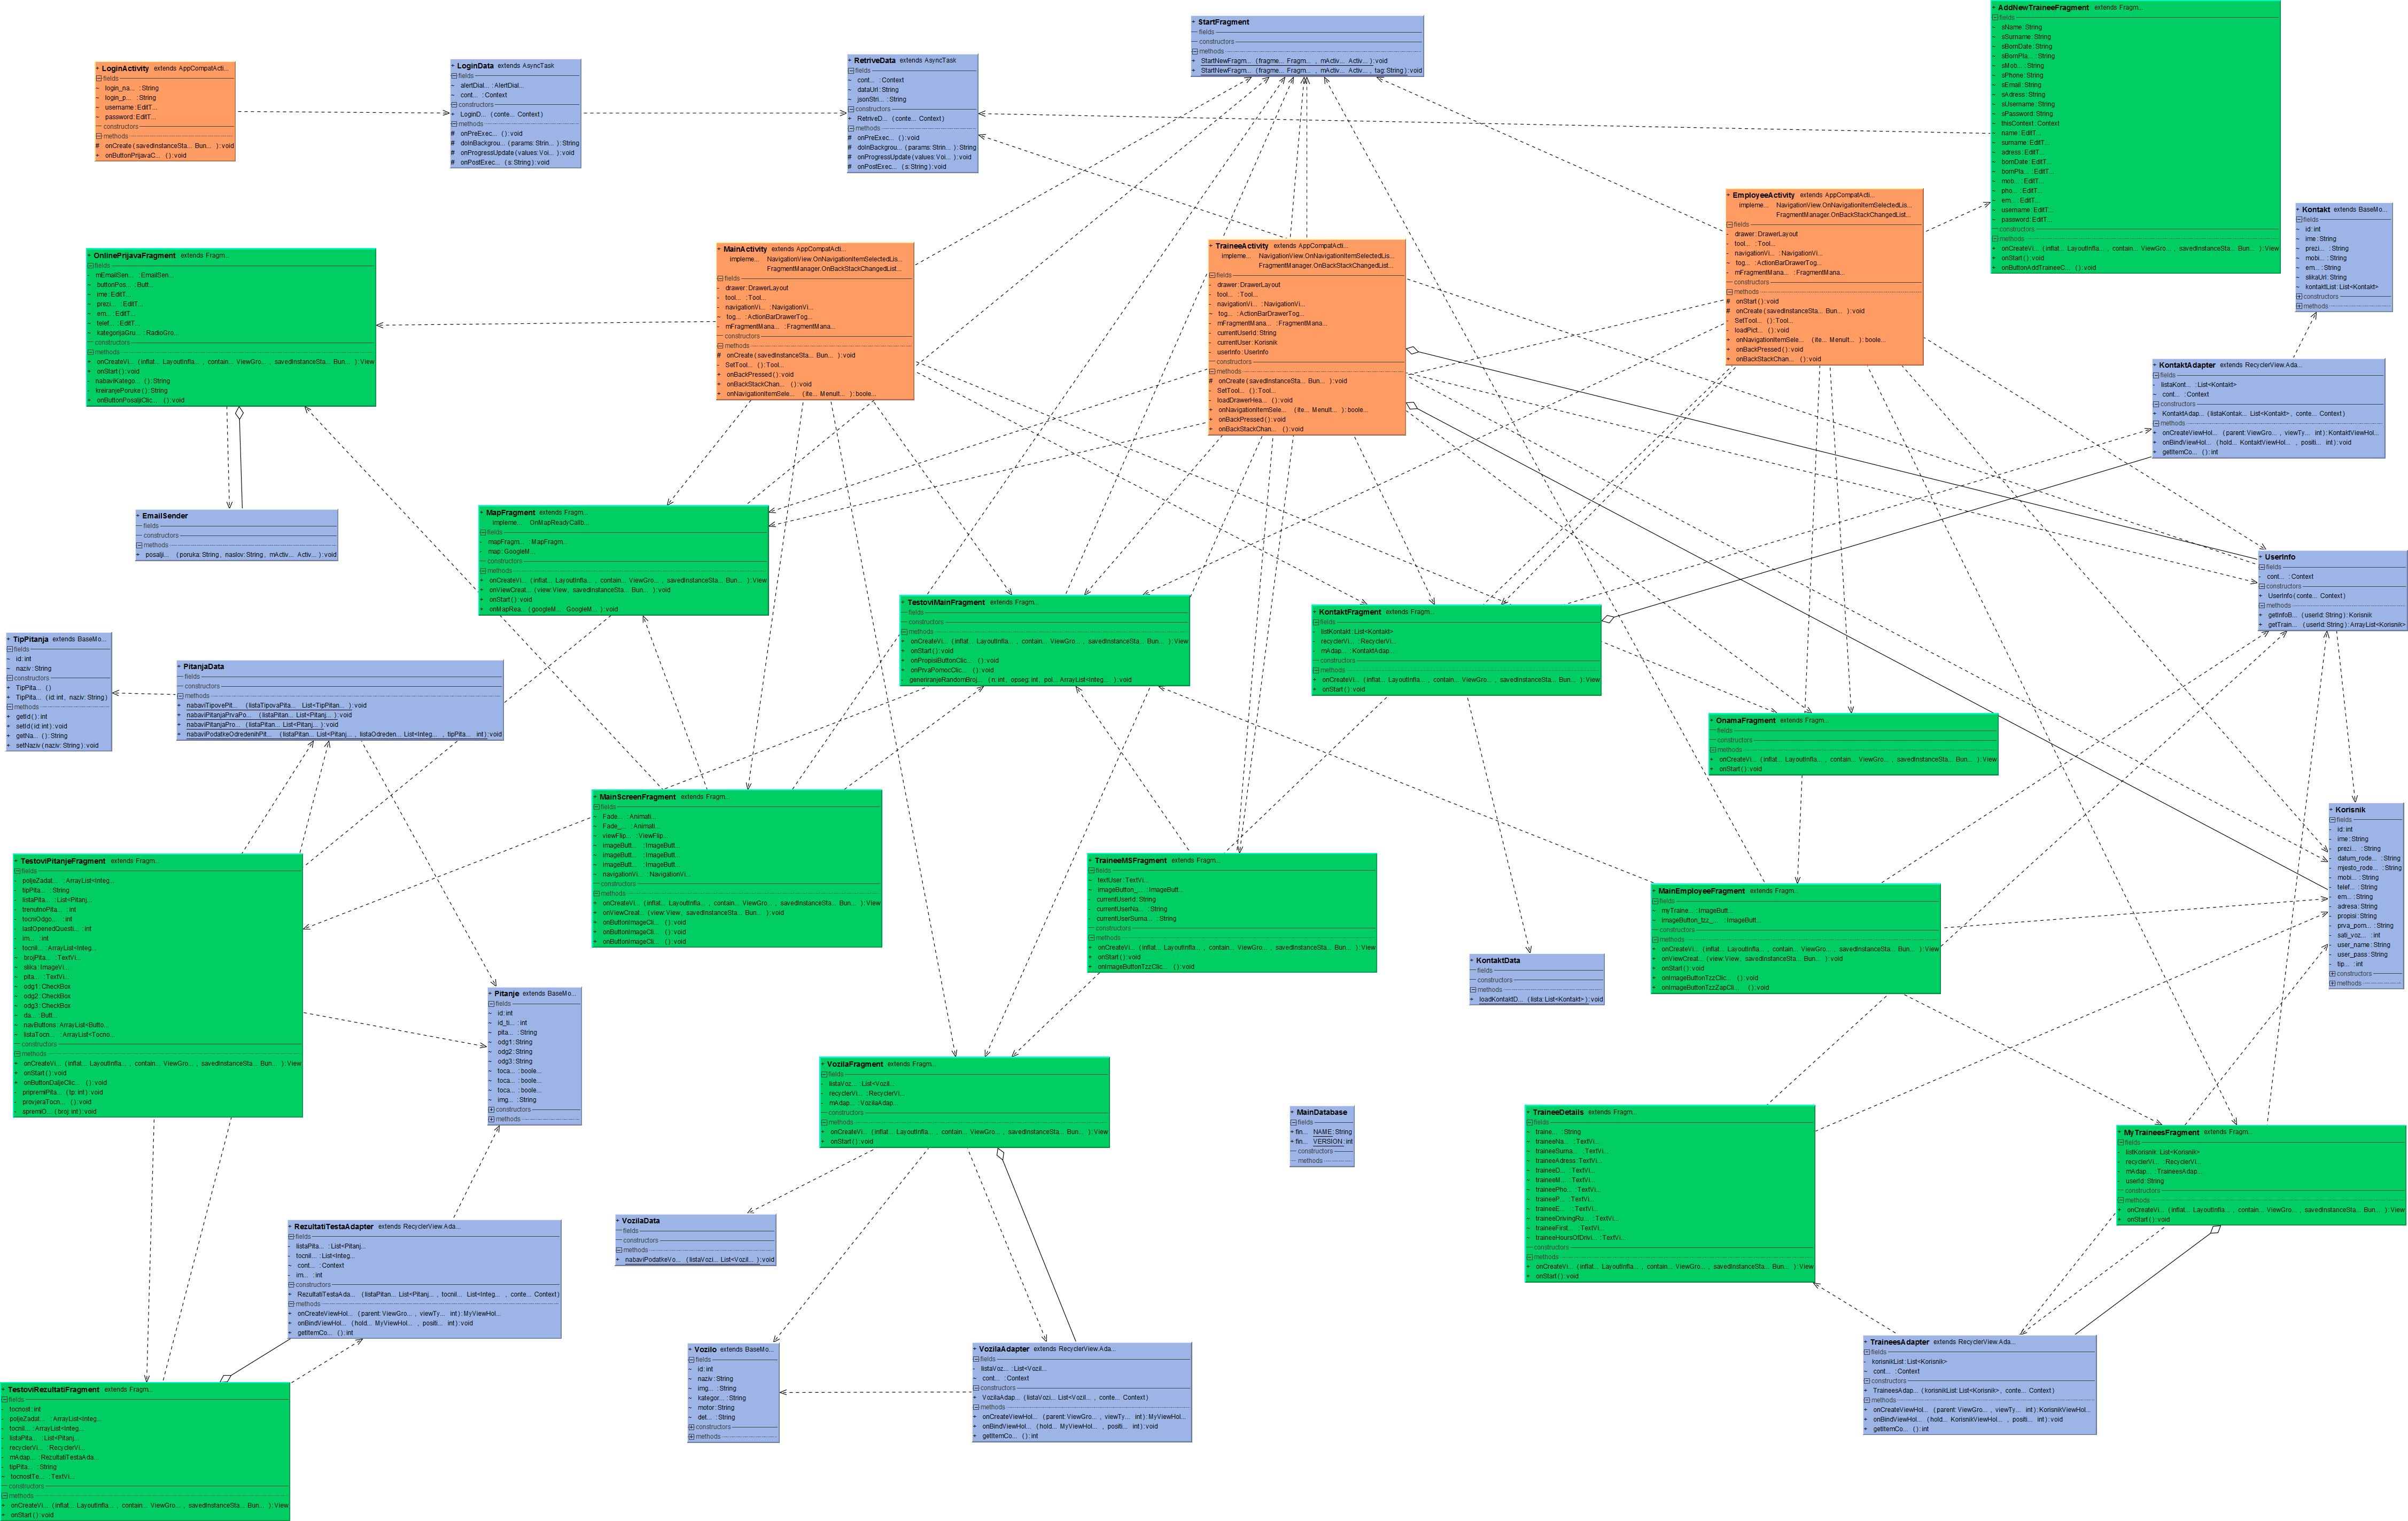 + StartFragment
fields
constructors
methods
+ StartNewFragm... (fragme... Fragm... , mActiv... Activ... ):void
+ StartNewFragm... (fragme... Fragm... , mActiv... Activ... , tag:String):void
+ AddNewTraineeFragment extends Fragm...
fields
~ sName:String
~ sSurname:String
~ sBornDate:String
~ sBornPla... :String
~ sMob... :String
~ sPhone:String
~ sEmail:String
~ sAdress:String
~ sUsername:String
~ sPassword:String
~ thisContext:Context
~ name:EditT...
~ surname:EditT...
~ adress:EditT...
~ bornDate:EditT...
~ bornPla... :EditT...
~ mob... :EditT...
~ pho... :EditT...
~ em... :EditT...
~ username:EditT...
~ password:EditT...
constructors
methods
+ onCreateVi... (inflat... LayoutInfla... , contain... ViewGro... , savedInstanceSta... Bun... ):View
+ onStart():void
+ onButtonAddTraineeC... ():void
+ LoginActivity extends AppCompatActi...
fields
~ login_na... :String
~ login_p... :String
~ username:EditT...
~ password:EditT...
constructors
methods
# onCreate(savedInstanceSta... Bun... ):void
+ onButtonPrijavaC... ():void
+ LoginData extends AsyncTask
fields
~ alertDial... :AlertDial...
~ cont... :Context
constructors
+ LoginD... (conte... Context)
methods
# onPreExec... ():void
# doInBackgrou... (params:Strin... ):String
# onProgressUpdate(values:Voi... ):void
# onPostExec... (s:String):void
+ RetriveData extends AsyncTask
fields
~ cont... :Context
~ dataUrl:String
~ jsonStri... :String
constructors
+ RetriveD... (conte... Context)
methods
# onPreExec... ():void
# doInBackgrou... (params:Strin... ):String
# onProgressUpdate(values:Voi... ):void
# onPostExec... (s:String):void
+ EmployeeActivity extends AppCompatActi...
impleme... NavigationView.OnNavigationItemSelectedLis...
FragmentManager.OnBackStackChangedList...
fields
- drawer:DrawerLayout
- tool... :Tool...
- navigationVi... :NavigationVi...
~ tog... :ActionBarDrawerTog...
- mFragmentMana... :FragmentMana...
constructors
methods
# onStart():void
# onCreate(savedInstanceSta... Bun... ):void
- SetTool... ():Tool...
- loadPict... ():void
+ onNavigationItemSele... (ite... MenuIt... ):boole...
+ onBackPressed():void
+ onBackStackChan... ():void
+ Kontakt extends BaseMo...
fields
~ id:int
~ ime:String
~ prezi... :String
~ mobi... :String
~ em... :String
~ slikaUrl:String
~ kontaktList:List<Kontakt>
constructors
methods
+ OnlinePrijavaFragment extends Fragm...
fields
- mEmailSen... :EmailSen...
- buttonPos... :Butt...
- ime:EditT...
- prezi... :EditT...
- em... :EditT...
- telef... :EditT...
- kategorijaGru... :RadioGro...
constructors
methods
+ onCreateVi... (inflat... LayoutInfla... , contain... ViewGro... , savedInstanceSta... Bun... ):View
+ onStart():void
- nabaviKatego... ():String
- kreiranjePoruke():String
+ onButtonPosaljiClic... ():void
+ MainActivity extends AppCompatActi...
impleme... NavigationView.OnNavigationItemSelectedLis...
FragmentManager.OnBackStackChangedList...
fields
- drawer:DrawerLayout
- tool... :Tool...
- navigationVi... :NavigationVi...
~ tog... :ActionBarDrawerTog...
- mFragmentMana... :FragmentMana...
constructors
methods
# onCreate(savedInstanceSta... Bun... ):void
- SetTool... ():Tool...
+ onBackPressed():void
+ onBackStackChan... ():void
+ onNavigationItemSele... (ite... MenuIt... ):boole...
+ TraineeActivity extends AppCompatActi...
impleme... NavigationView.OnNavigationItemSelectedLis...
FragmentManager.OnBackStackChangedList...
fields
- drawer:DrawerLayout
- tool... :Tool...
- navigationVi... :NavigationVi...
~ tog... :ActionBarDrawerTog...
- mFragmentMana... :FragmentMana...
- currentUserId:String
- currentUser:Korisnik
- userInfo:UserInfo
constructors
methods
# onCreate(savedInstanceSta... Bun... ):void
- SetTool... ():Tool...
- loadDrawerHea... ():void
+ onNavigationItemSele... (ite... MenuIt... ):boole...
+ onBackPressed():void
+ onBackStackChan... ():void
+ KontaktAdapter extends RecyclerView.Ada...
fields
- listaKont... :List<Kontakt>
~ cont... :Context
constructors
+ KontaktAdap... (listaKontak... List<Kontakt>, conte... Context)
methods
+ onCreateViewHol... (parent:ViewGro... , viewTy... int):KontaktViewHol...
+ onBindViewHol... (hold... KontaktViewHol... , positi... int):void
+ getItemCo... ():int
+ EmailSender
fields
constructors
methods
+ posalji... (poruka:String, naslov:String, mActiv... Activ... ):void
+ MapFragment extends Fragm...
impleme... OnMapReadyCallb...
fields
- mapFragm... :MapFragm...
- map:GoogleM...
constructors
methods
+ onCreateVi... (inflat... LayoutInfla... , contain... ViewGro... , savedInstanceSta... Bun... ):View
+ onViewCreat... (view:View, savedInstanceSta... Bun... ):void
+ onStart():void
+ onMapRea... (googleM... GoogleM... ):void
+ UserInfo
fields
- cont... :Context
constructors
+ UserInfo(conte... Context)
methods
+ getInfoB... (userId:String):Korisnik
+ getTrain... (userId:String):ArrayList<Korisnik>
+ TestoviMainFragment extends Fragm...
fields
constructors
methods
+ onCreateVi... (inflat... LayoutInfla... , contain... ViewGro... , savedInstanceSta... Bun... ):View
+ onStart():void
+ onPropisiButtonClic... ():void
+ onPrvaPomocClic... ():void
- generiranjeRandomBroj... (n:int, opseg:int, pol... ArrayList<Integ... ):void
+ KontaktFragment extends Fragm...
fields
- listKontakt:List<Kontakt>
- recyclerVi... :RecyclerVi...
- mAdap... :KontaktAdap...
constructors
methods
+ onCreateVi... (inflat... LayoutInfla... , contain... ViewGro... , savedInstanceSta... Bun... ):View
+ onStart():void
+ TipPitanja extends BaseMo...
fields
~ id:int
~ naziv:String
constructors
+ TipPita... ()
+ TipPita... (id:int, naziv:String)
methods
+ getId():int
+ setId(id:int):void
+ getNa... ():String
+ setNaziv(naziv:String):void
+ PitanjaData
fields
constructors
methods
+ nabaviTipovePit... (listaTipovaPita... List<TipPitan... ):void
+ nabaviPitanjaPrvaPo... (listaPitan... List<Pitanj... ):void
+ nabaviPitanjaPro... (listaPitan... List<Pitanj... ):void
+ nabaviPodatkeOdredenihPit... (listaPitan... List<Pitanj... , listaOdreden... List<Integ... , tipPita... int):void
+ OnamaFragment extends Fragm...
fields
constructors
methods
+ onCreateVi... (inflat... LayoutInfla... , contain... ViewGro... , savedInstanceSta... Bun... ):View
+ onStart():void
+ MainScreenFragment extends Fragm...
fields
~ Fade... :Animati...
~ Fade_... :Animati...
~ viewFlip... :ViewFlip...
~ imageButt... :ImageButt...
~ imageButt... :ImageButt...
~ imageButt... :ImageButt...
~ navigationVi... :NavigationVi...
constructors
methods
+ onCreateVi... (inflat... LayoutInfla... , contain... ViewGro... , savedInstanceSta... Bun... ):View
+ onViewCreat... (view:View, savedInstanceSta... Bun... ):void
+ onButtonImageCli... ():void
+ onButtonImageCli... ():void
+ onButtonImageCli... ():void
+ Korisnik
fields
- id:int
- ime:String
- prezi... :String
- datum_rode... :String
- mjesto_rode... :String
- mobi... :String
- telef... :String
- em... :String
- adresa:String
- propisi:String
- prva_pom... :String
- sati_voz... :int
- user_name:String
- user_pass:String
- tip... :int
constructors
methods
+ TestoviPitanjeFragment extends Fragm...
fields
- poljeZadat... :ArrayList<Integ...
- tipPita... :String
- listaPita... :List<Pitanj...
- trenutnoPita... :int
- tocniOdgo... :int
- lastOpenedQuesti... :int
- im... :int
- tocnil... :ArrayList<Integ...
~ brojPita... :TextVi...
~ slika:ImageVi...
~ pita... :TextVi...
~ odg1:CheckBox
~ odg2:CheckBox
~ odg3:CheckBox
~ da... :Butt...
~ navButtons:ArrayList<Butto...
~ listaTocn... :ArrayList<Tocno...
constructors
methods
+ onCreateVi... (inflat... LayoutInfla... , contain... ViewGro... , savedInstanceSta... Bun... ):View
+ onStart():void
+ onButtonDaljeClic... ():void
- pripremiPita... (tip:int):void
- provjeraTocn... ():void
- spremiO... (broj:int):void
+ TraineeMSFragment extends Fragm...
fields
~ textUser:TextVi...
~ imageButton_... :ImageButt...
- currentUserId:String
- currentUserNa... :String
- currentUserSurna... :String
constructors
methods
+ onCreateVi... (inflat... LayoutInfla... , contain... ViewGro... , savedInstanceSta... Bun... ):View
+ onStart():void
+ onImageButtonTzzClic... ():void
+ MainEmployeeFragment extends Fragm...
fields
~ myTraine... :ImageButt...
~ imageButton_tzz_... :ImageButt...
constructors
methods
+ onCreateVi... (inflat... LayoutInfla... , contain... ViewGro... , savedInstanceSta... Bun... ):View
+ onViewCreat... (view:View, savedInstanceSta... Bun... ):void
+ onStart():void
+ onImageButtonTzzClic... ():void
+ onImageButtonTzzZapCli... ():void
+ KontaktData
fields
constructors
methods
+ loadKontaktD... (lista:List<Kontakt>):void
+ Pitanje extends BaseMo...
fields
~ id:int
~ id_ti... :int
~ pita... :String
~ odg1:String
~ odg2:String
~ odg3:String
~ toca... :boole...
~ toca... :boole...
~ toca... :boole...
~ img... :String
constructors
methods
+ VozilaFragment extends Fragm...
fields
- listaVoz... :List<Vozil...
- recyclerVi... :RecyclerVi...
- mAdap... :VozilaAdap...
constructors
methods
+ onCreateVi... (inflat... LayoutInfla... , contain... ViewGro... , savedInstanceSta... Bun... ):View
+ onStart():void
+ MainDatabase
fields
+ fin... NAME:String
+ fin... VERSION:int
constructors
methods
+ TraineeDetails extends Fragm...
fields
~ traine... :String
~ traineeNa... :TextVi...
~ traineeSurna... :TextVi...
~ traineeAdress:TextVi...
~ traineeD... :TextVi...
~ traineeM... :TextVi...
~ traineePho... :TextVi...
~ traineeP... :TextVi...
~ traineeE... :TextVi...
~ traineeDrivingRu... :TextVi...
~ traineeFirst... :TextVi...
~ traineeHoursOfDrivi... :TextVi...
constructors
methods
+ onCreateVi... (inflat... LayoutInfla... , contain... ViewGro... , savedInstanceSta... Bun... ):View
+ onStart():void
+ MyTraineesFragment extends Fragm...
fields
- listKorisnik:List<Korisnik>
- recyclerVi... :RecyclerVi...
- mAdap... :TraineesAdap...
- userId:String
constructors
methods
+ onCreateVi... (inflat... LayoutInfla... , contain... ViewGro... , savedInstanceSta... Bun... ):View
+ onStart():void
+ VozilaData
fields
constructors
methods
+ nabaviPodatkeVo... (listaVozi... List<Vozil... ):void
+ RezultatiTestaAdapter extends RecyclerView.Ada...
fields
- listaPita... :List<Pitanj...
- tocnil... :List<Integ...
~ cont... :Context
- im... :int
constructors
+ RezultatiTestaAda... (listaPitan... List<Pitanj... , tocnil... List<Integ... , conte... Context)
methods
+ onCreateViewHol... (parent:ViewGro... , viewTy... int):MyViewHol...
+ onBindViewHol... (hold... MyViewHol... , positi... int):void
+ getItemCo... ():int
+ Vozilo extends BaseMo...
fields
~ id:int
~ naziv:String
~ img... :String
~ kategor... :String
~ motor:String
~ det... :String
constructors
methods
+ VozilaAdapter extends RecyclerView.Ada...
fields
- listaVoz... :List<Vozil...
~ cont... :Context
constructors
+ VozilaAdap... (listaVozi... List<Vozil... , conte... Context)
methods
+ onCreateViewHol... (parent:ViewGro... , viewTy... int):MyViewHol...
+ onBindViewHol... (hold... MyViewHol... , positi... int):void
+ getItemCo... ():int
+ TraineesAdapter extends RecyclerView.Ada...
fields
- korisnikList:List<Korisnik>
~ cont... :Context
constructors
+ TraineesAdap... (korisnikList:List<Korisnik>, conte... Context)
methods
+ onCreateViewHol... (parent:ViewGro... , viewTy... int):KorisnikViewHol...
+ onBindViewHol... (hold... KorisnikViewHol... , positi... int):void
+ getItemCo... ():int
+ TestoviRezultatiFragment extends Fragm...
fields
- tocnost:int
- poljeZadat... :ArrayList<Integ...
- tocnil... :ArrayList<Integ...
- listaPita... :List<Pitanj...
- recyclerVi... :RecyclerVi...
- mAdap... :RezultatiTestaAda...
- tipPita... :String
~ tocnostTe... :TextVi...
constructors
methods
+ onCreateVi... (inflat... LayoutInfla... , contain... ViewGro... , savedInstanceSta... Bun... ):View
+ onStart():void